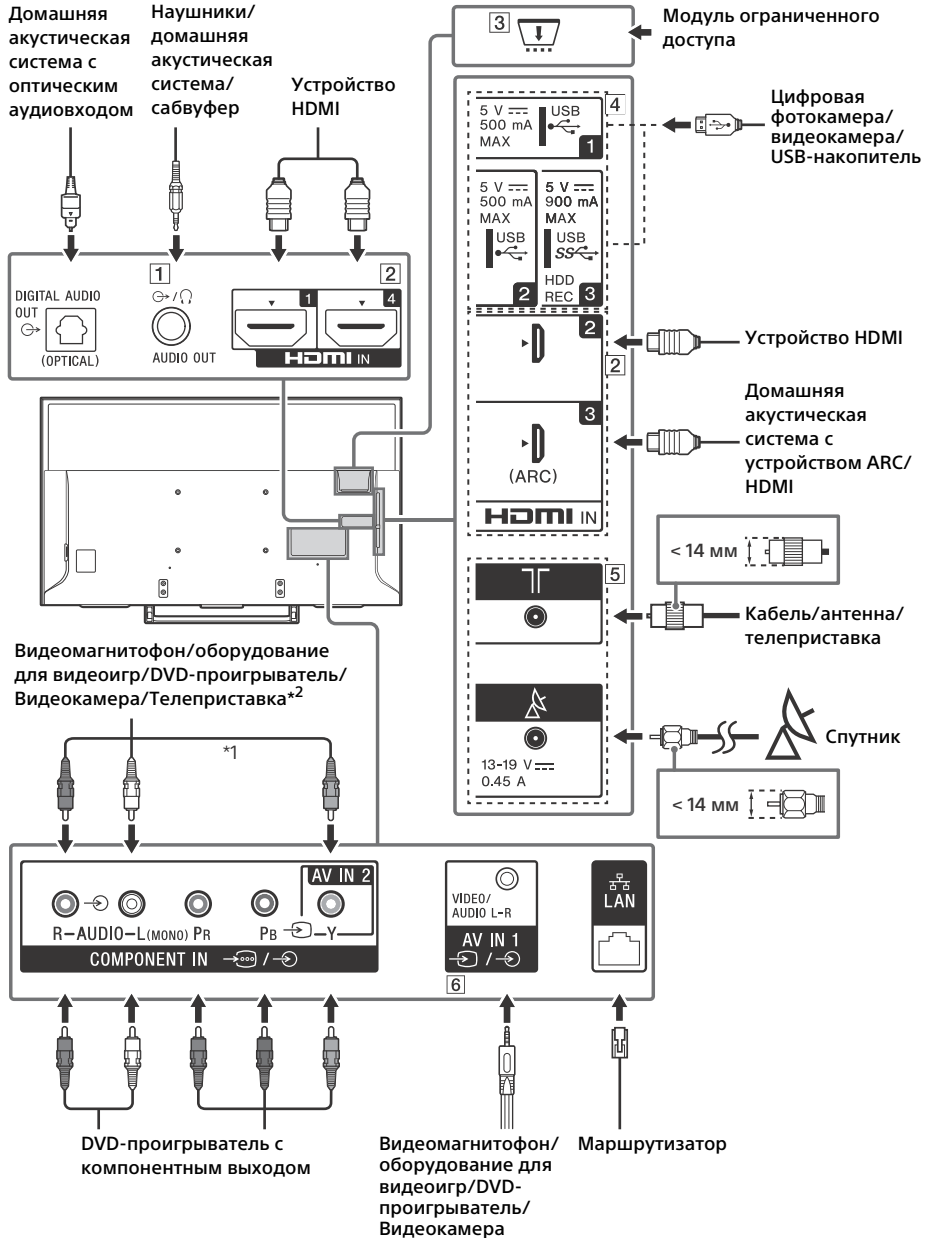 Домашняя
акустическая
система с
оптическим
аудиовходом
Наушники/
домашняя
акустическая
система/
сабвуфер
Устройство
HDMI
3
Модуль ограниченного
доступа
4
5 V
500 mA
MAX
USB
1
Цифровая
фотокамера/
видеокамера/
USB-накопитель
5 V
500 mA
MAX
USB
2
5 V
900 mA
MAX
USB
SS
HDD
REC
3
1
2
DIGITAL AUDIO
OUT
(OPTICAL)
/
AUDIO OUT
1
4
HDMI IN
2
2
Устройство HDMI
3
(ARC)
HDMI IN
Домашняя
акустическая
система с
устройством ARC/
HDMI
5
< 14 мм
Кабель/антенна/
телеприставка
13-19 V
0.45 A
Спутник
< 14 мм
Видеомагнитофон/оборудование
для видеоигр/DVD-проигрыватель/
Видеокамера/Телеприставка*2
*1
AV IN 2
R-AUDIO-L(MONO) PR PB -Y-
COMPONENT IN /
VIDEO/
AUDIO L-R
AV IN 1
/
6
LAN
DVD-проигрыватель с
компонентным выходом
Видеомагнитофон/
оборудование для
видеоигр/DVD-
проигрыватель/
Видеокамера
Маршрутизатор